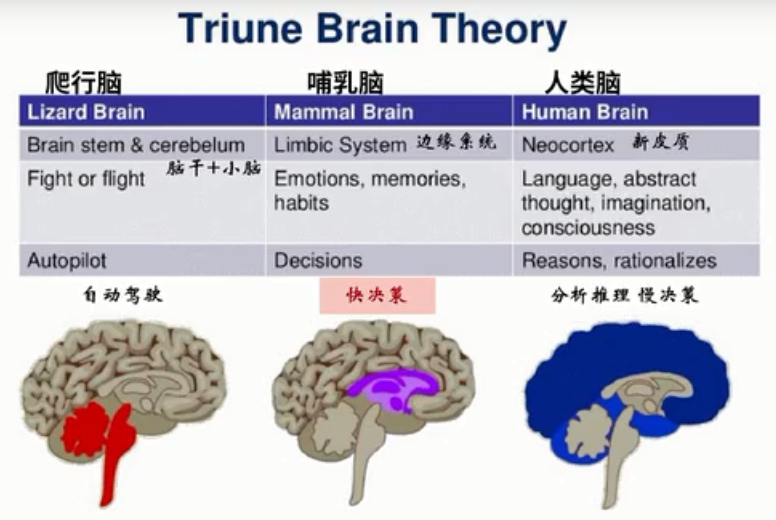 Triune Brain Theory
爬行脑 哺乳脑 人类脑
Lizard Brain Mammal Brain Human Brain
Brain stem & cerebelum Limbic System 边缘系统 Neocortex 新皮质
脑干+小脑
Fight or flight Emotions, memories, Language, abstract
habits thought, imagination,
consciousness
Autopilot Decisions Reasons, rationalizes
自动驾驶 快决策 分析推理 慢决策